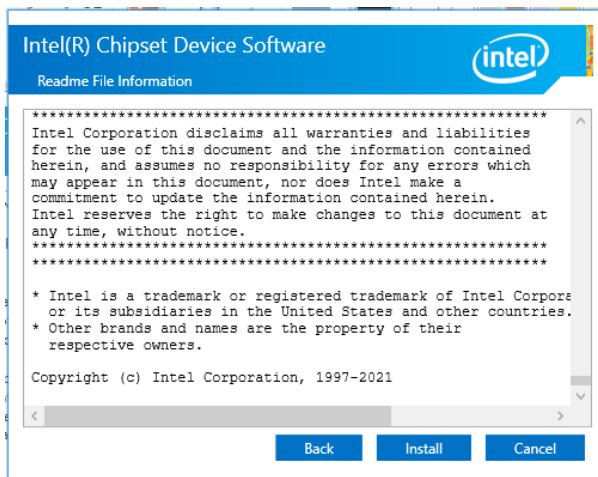 Intel(R) Chipset Device Software
intel
Readme File Information
************************************************************
Intel Corporation disclaims all warranties and liabilities
for the use of this document and the information contained
herein, and assumes no responsibility for any errors which
may appear in this document, nor does Intel make a
commitment to update the information contained herein.
Intel reserves the right to make changes to this document at
any time, without notice.
************************************************************
************************************************************
* Intel is a trademark or registered trademark of Intel Corpora
or its subsidiaries in the United States and other countries.
* Other brands and names are the property of their
respective owners.
Copyright (c) Intel Corporation, 1997-2021
Back Install Cancel